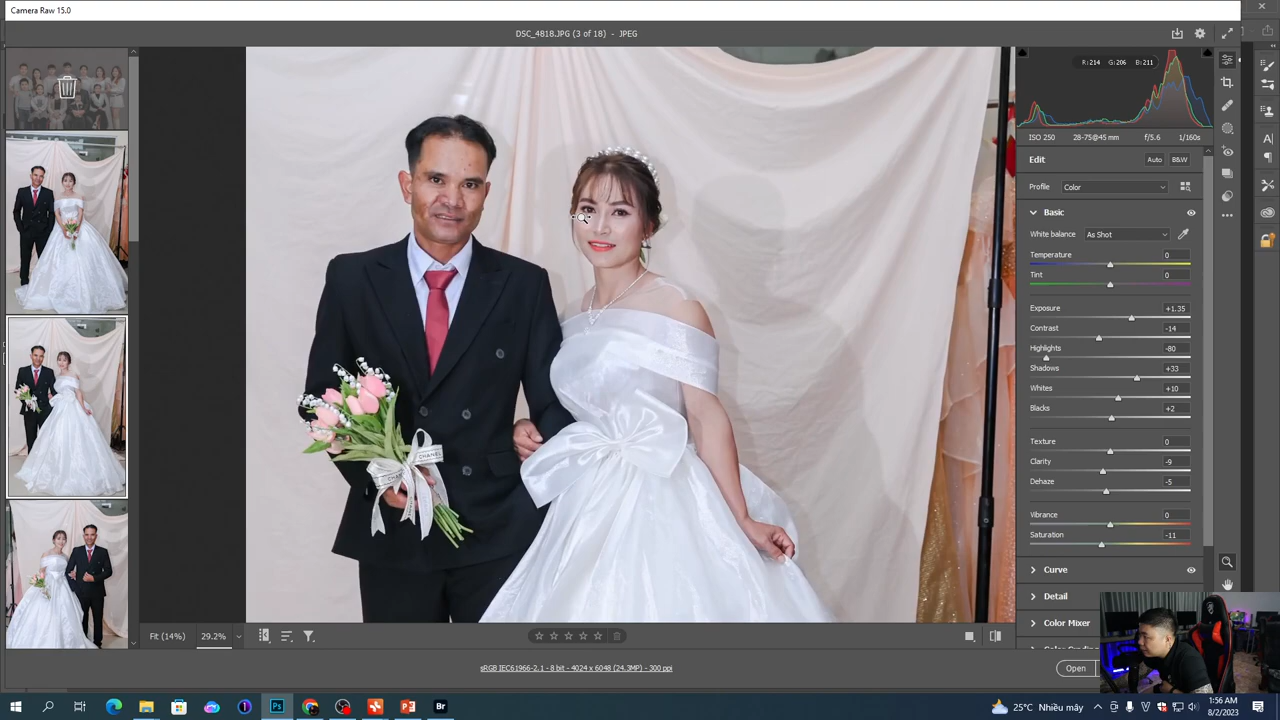 Camera Raw 15.0
DSC_4818.JPG (3 of 18) - JPEG
R: 214 G: 206 B: 211
ISO 250 28-75@45 mm f/5.6 1/160s
Edit Auto B&W
Profile Color
Basic
White balance As Shot
Temperature 0
Tint 0
Exposure +1.35
Contrast -14
Highlights -80
Shadows +33
Whites +10
Blacks +2
Texture 0
Clarity -9
Dehaze -5
Vibrance 0
Saturation -11
Curve
Detail
Color Mixer
CHANEL
CHANEL
Fit (14%) 29.2%
sRGB IEC61966-2.1 - 8 bit - 4024 x 6048 (24.3MP) - 300 ppi
Open
Ps
Br
25°C Nhiều mây
1:56 AM
8/2/2023